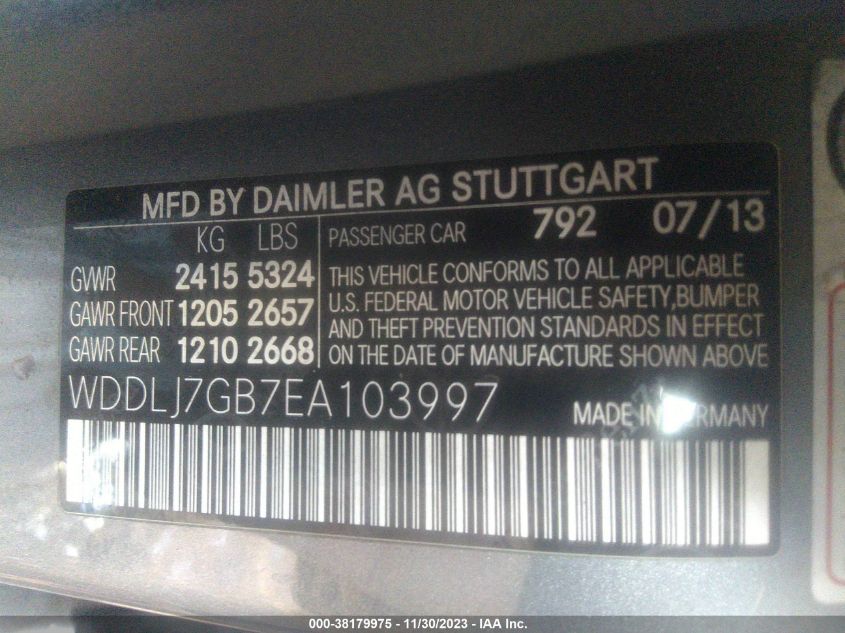 MFD BY DAIMLER AG STUTTGART
KG LBS
GVWR 2415 5324
GAWR FRONT 1205 2657
GAWR REAR 1210 2668
PASSENGER CAR 792 07/13
THIS VEHICLE CONFORMS TO ALL APPLICABLE
U.S. FEDERAL MOTOR VEHICLE SAFETY, BUMPER
AND THEFT PREVENTION STANDARDS IN EFFECT
ON THE DATE OF MANUFACTURE SHOWN ABOVE
WDDLJ7GB7EA103997
MADE IN GERMANY
000-38179975 - 11/30/2023 - IAA Inc.